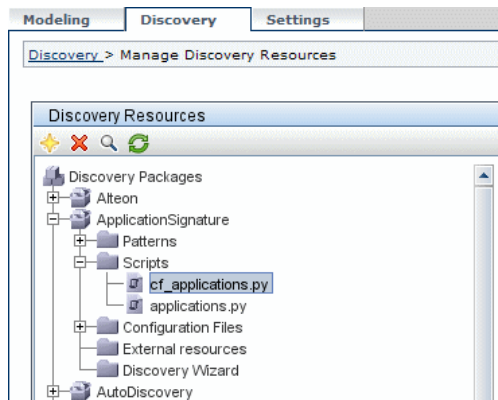 Modeling Discovery Settings
Discovery > Manage Discovery Resources
Discovery Resources
Discovery Packages
Alteon
ApplicationSignature
Patterns
Scripts
cf_applications.py
applications.py
Configuration Files
External resources
Discovery Wizard
AutoDiscovery